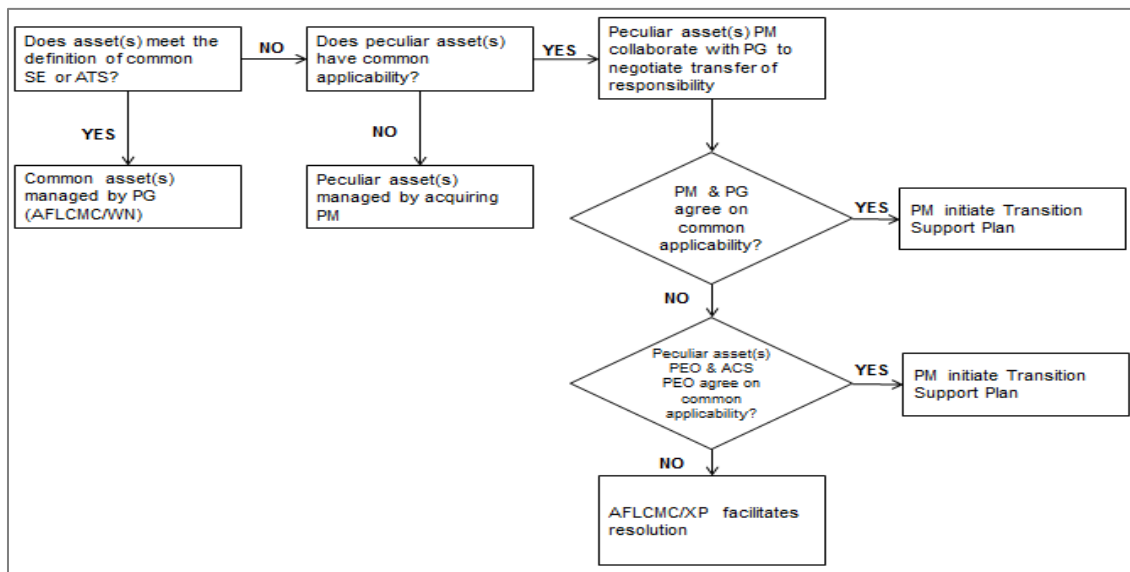 Does asset(s) meet the
definition of common
SE or ATS?
NO
Does peculiar asset(s)
have common
applicability?
YES
Peculiar asset(s) PM
collaborate with PG to
negotiate transfer of
responsibility
YES
NO
Common asset(s)
managed by PG
(AFLCMC/WN)
Peculiar asset(s)
managed by acquiring
PM
PM & PG
agree on
common
applicability?
YES
PM initiate Transition
Support Plan
NO
Peculiar asset(s)
PEO & ACS
PEO agree on
common
applicability?
YES
PM initiate Transition
Support Plan
NO
AFLCMC/XP facilitates
resolution